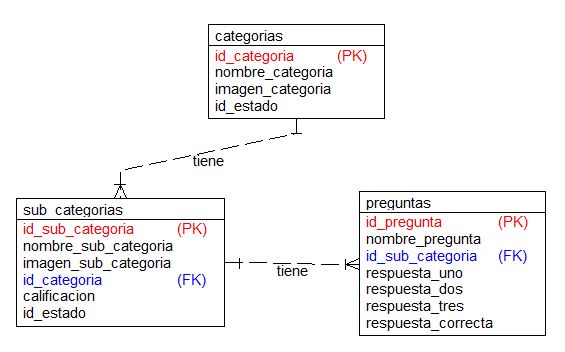 categorias
id_categoria (PK)
nombre_categoria
imagen_categoria
id_estado
tiene
sub_categorias
id_sub_categoria (PK)
nombre_sub_categoria
imagen_sub_categoria
id_categoria (FK)
calificacion
id_estado
tiene
preguntas
id_pregunta (PK)
nombre_pregunta
id_sub_categoria (FK)
respuesta_uno
respuesta_dos
respuesta_tres
respuesta_correcta